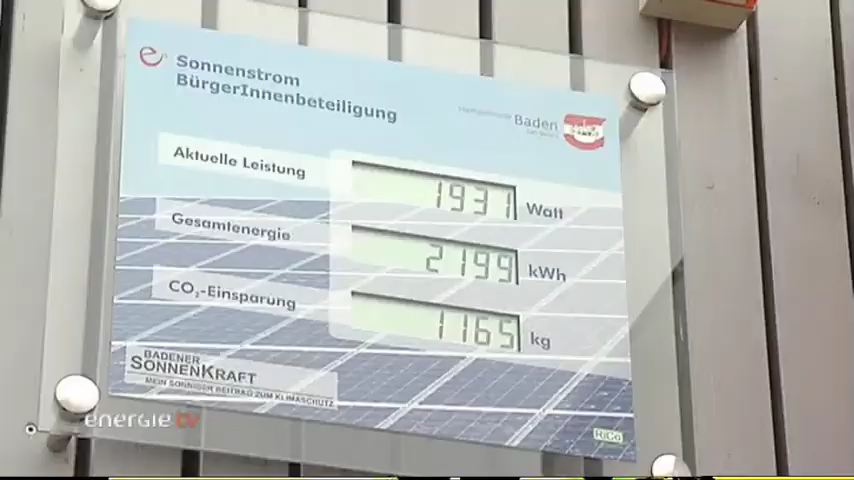 Sonnenstrom
BürgerInnenbeteiligung
Baden
Aktuelle Leistung
1931 Watt
Gesamtenergie
2199 kWh
CO₂-Einsparung
1165 kg
BADENER
SONNENKRAFT
MEIN SONNIGER BEITRAG ZUM KLIMASCHUTZ
energie tv
RiCo